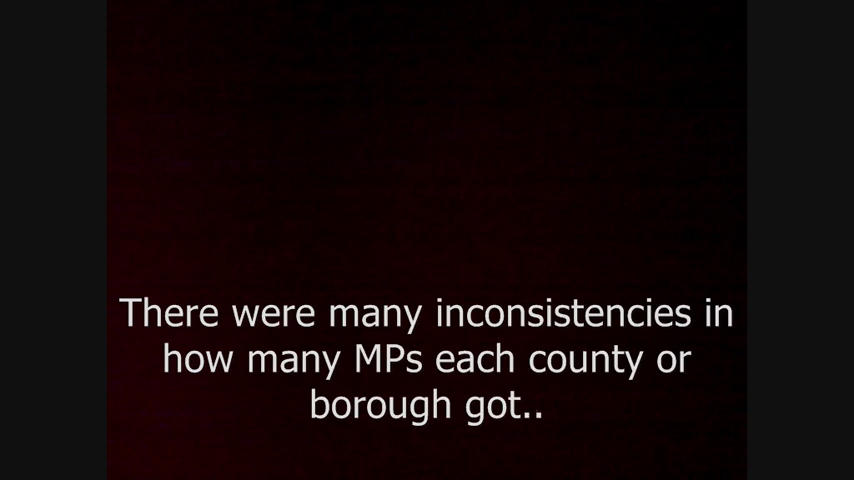 There were many inconsistencies in
how many MPs each county or
borough got..